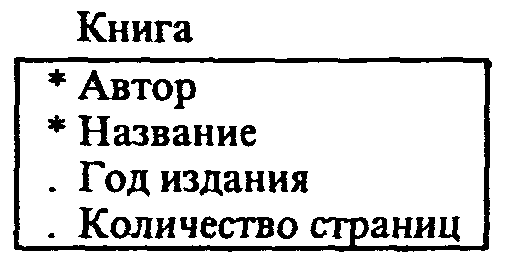 Книга
* Автор
* Название
. Год издания
. Количество страниц